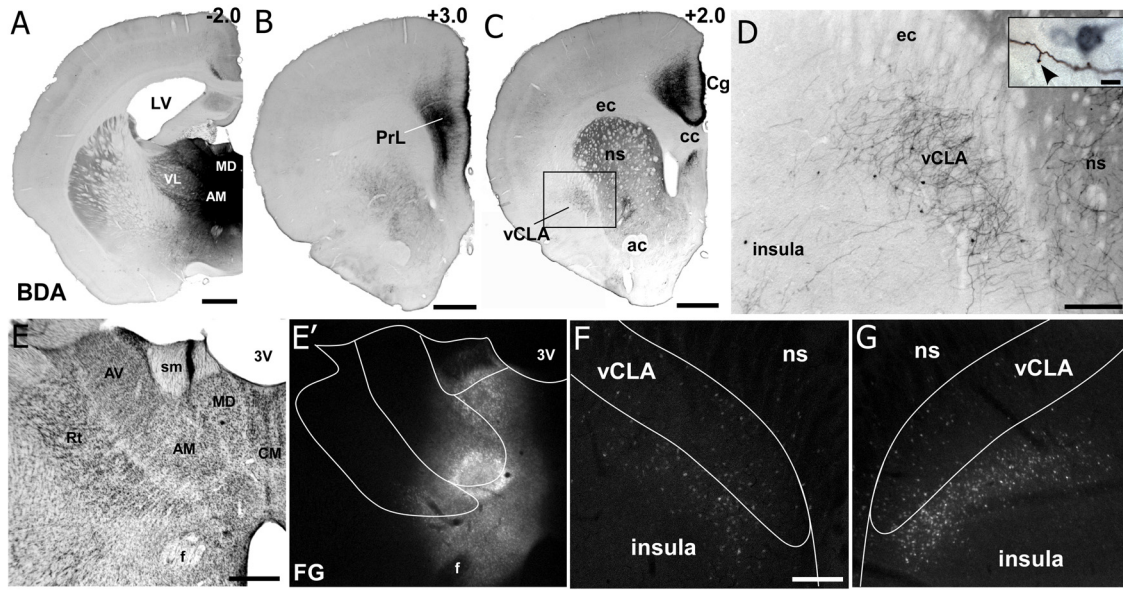 A
-2.0
LV
VL
MD
AM
BDA
B
+3.0
PrL
C
+2.0
Cg
ec
cc
ns
vCLA
ac
D
ec
vCLA
ns
insula
E
sm
3V
AV
MD
Rt
AM
CM
f
E′
3V
f
FG
F
ns
vCLA
insula
G
ns
vCLA
insula